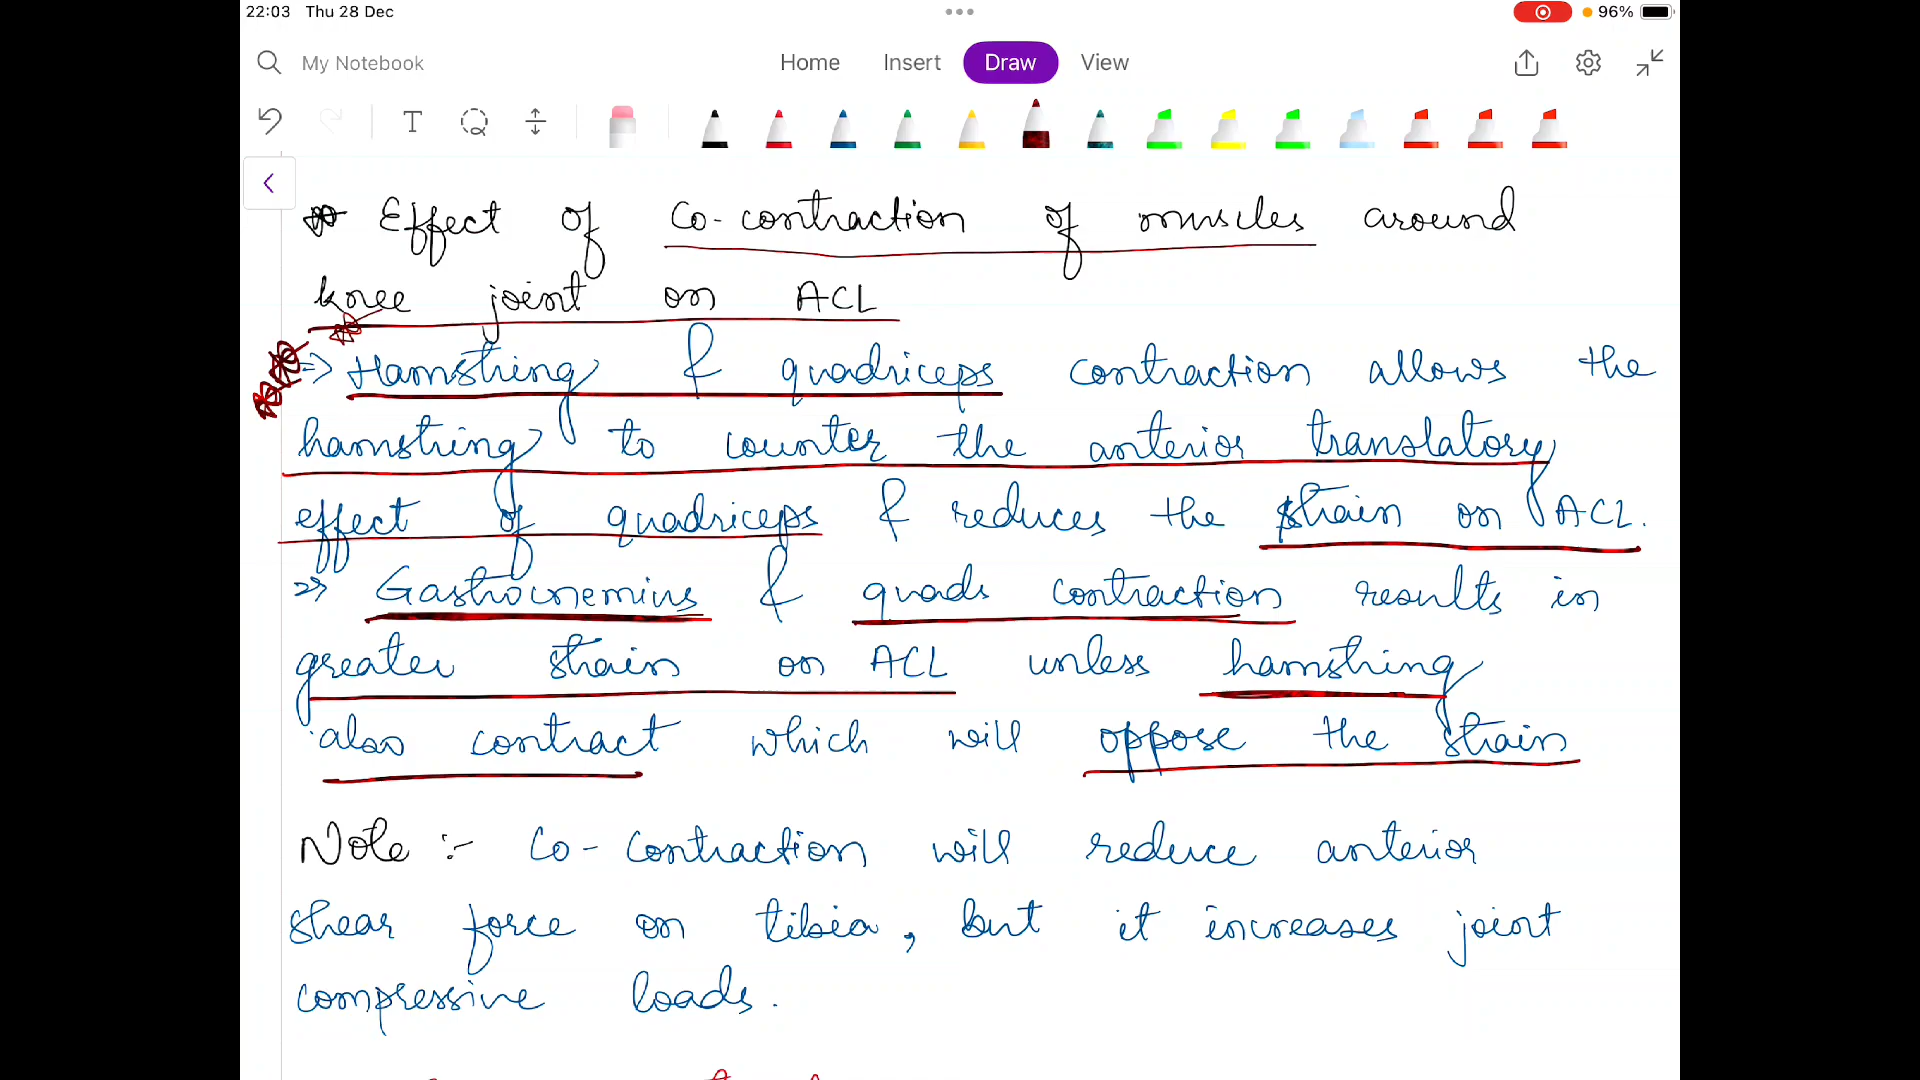 22:03 Thu 28 Dec
96%
My Notebook
Home Insert Draw View
T
Effect of Co-contraction of muscles around
knee joint on ACL
=> Hamstring & quadriceps contraction allows the
hamstring to counter the anterior translatory
effect of quadriceps & reduces the strain on ACL.
=> Gastrocnemius & quads contraction results in
greater strain on ACL unless hamstring
also contract which will oppose the strain
Note :- Co-contraction will reduce anterior
shear force on tibia, but it increases joint
compressive loads.